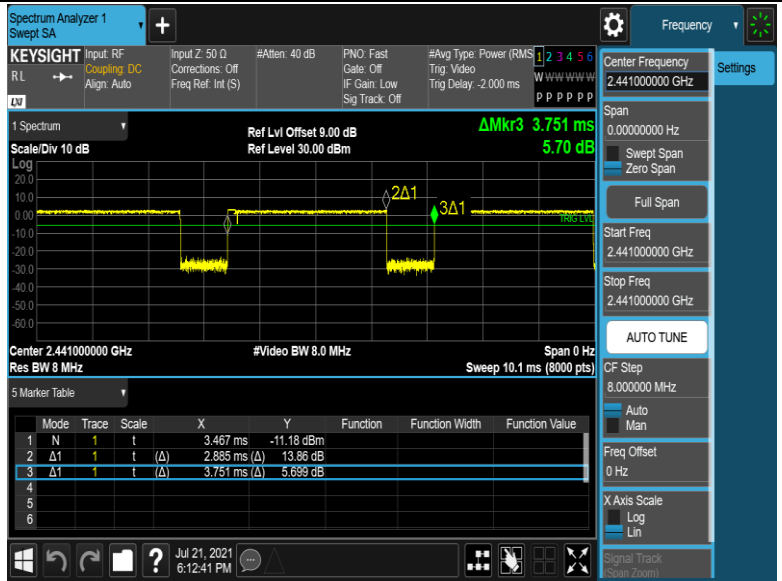 Spectrum Analyzer 1
Swept SA
Frequency
KEYSIGHT
RL
LXI
Input: RF
Coupling: DC
Align: Auto
Input Z: 50 Ω
Corrections: Off
Freq Ref: Int (S)
#Atten: 40 dB
PNO: Fast
Gate: Off
IF Gain: Low
Sig Track: Off
#Avg Type: Power (RMS
Trig: Video
Trig Delay: -2.000 ms
1 2 3 4 5 6
W W W W W W
P P P P P P
1 Spectrum
Scale/Div 10 dB
Ref Lvl Offset 9.00 dB
Ref Level 30.00 dBm
ΔMkr3 3.751 ms
5.70 dB
Log
20.0
10.0
0.00
-10.0
-20.0
-30.0
-40.0
-50.0
-60.0
2Δ1
3Δ1
TRIG LVL
Center 2.441000000 GHz
#Video BW 8.0 MHz
Span 0 Hz
Res BW 8 MHz
Sweep 10.1 ms (8000 pts)
5 Marker Table
Mode Trace Scale X Y Function Function Width Function Value
1 N 1 t 3.467 ms -11.18 dBm
2 Δ1 1 t (Δ) 2.885 ms (Δ) 13.86 dB
3 Δ1 1 t (Δ) 3.751 ms (Δ) 5.699 dB
4
5
6
Jul 21, 2021
6:12:41 PM
Center Frequency
2.441000000 GHz
Settings
Span
0.00000000 Hz
Swept Span
Zero Span
Full Span
Start Freq
2.441000000 GHz
Stop Freq
2.441000000 GHz
AUTO TUNE
CF Step
8.000000 MHz
Auto
Man
Freq Offset
0 Hz
X Axis Scale
Log
Lin
Signal Track
(Span Zoom)